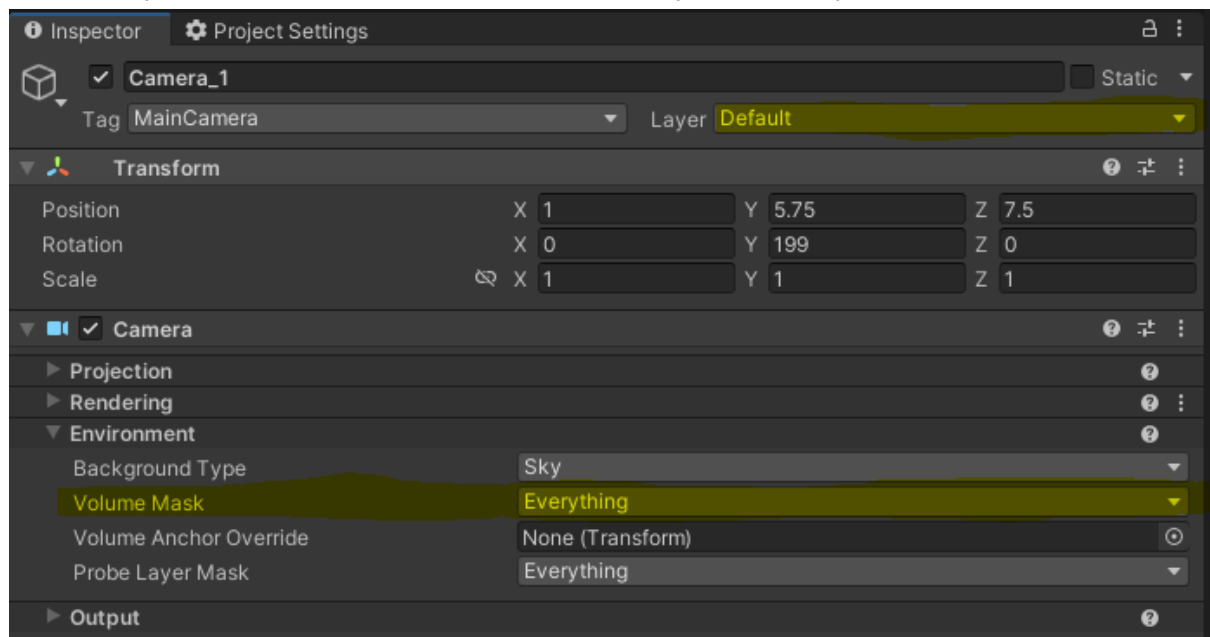 Inspector Project Settings
Camera_1 Static
Tag MainCamera Layer Default
Transform
Position X 1 Y 5.75 Z 7.5
Rotation X 0 Y 199 Z 0
Scale X 1 Y 1 Z 1
Camera
Projection
Rendering
Environment
Background Type Sky
Volume Mask Everything
Volume Anchor Override None (Transform)
Probe Layer Mask Everything
Output